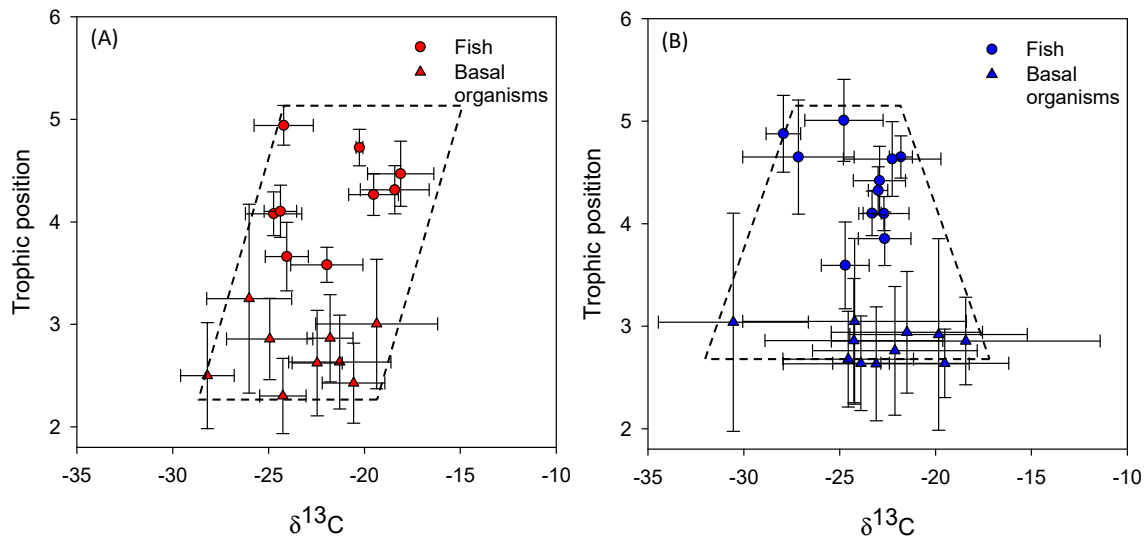 (A)
Fish
Basal
organisms
Trophic position
6
5
4
3
2
-35
-30
-25
-20
-15
-10
δ13C
(B)
Fish
Basal
organisms
Trophic posititon
6
5
4
3
2
-35
-30
-25
-20
-15
-10
δ13C